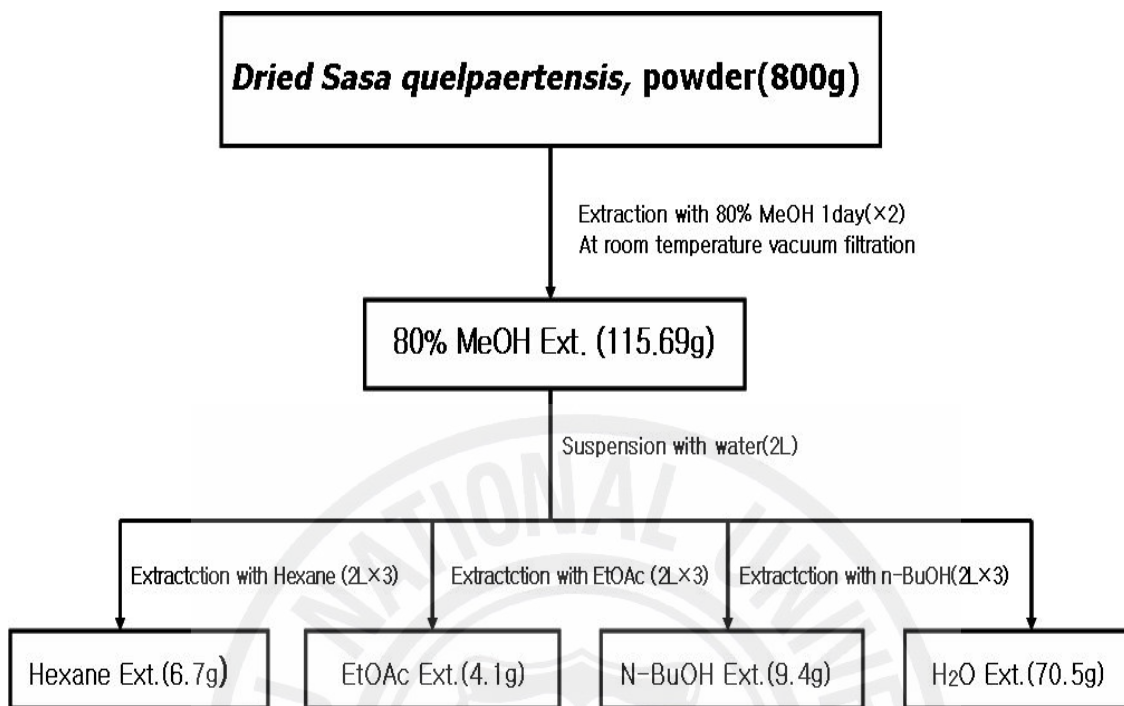 Dried Sasa quelpaertensis, powder(800g)
Extraction with 80% MeOH 1day(×2)
At room temperature vacuum filtration
80% MeOH Ext. (115.69g)
Suspension with water(2L)
Extractction with Hexane (2L×3)
Extractction with EtOAc (2L×3)
Extractction with n-BuOH(2L×3)
Hexane Ext.(6.7g)
EtOAc Ext.(4.1g)
N-BuOH Ext.(9.4g)
H₂O Ext.(70.5g)
NATIONAL UNIVE